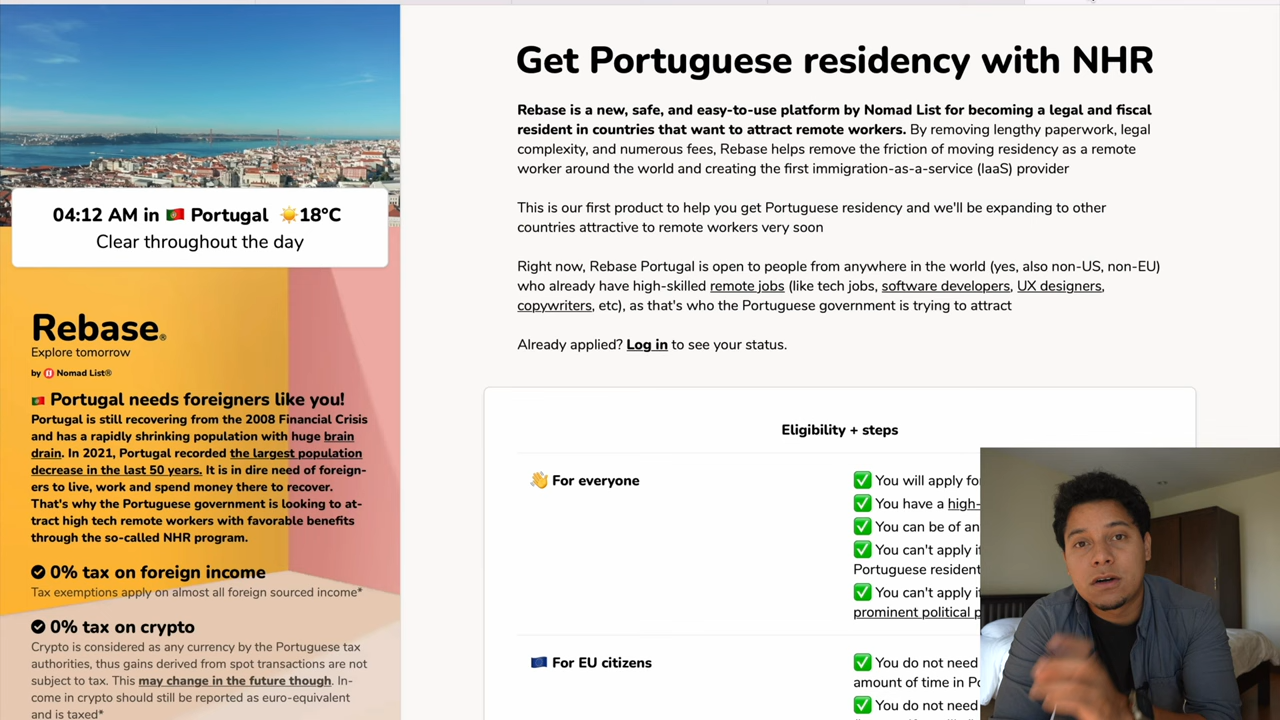 04:12 AM in 🇵🇹 Portugal ☀️18°C
Clear throughout the day
Rebase®
Explore tomorrow
by Nomad List®
🇵🇹 Portugal needs foreigners like you!
Portugal is still recovering from the 2008 Financial Crisis
and has a rapidly shrinking population with huge brain
drain. In 2021, Portugal recorded the largest population
decrease in the last 50 years. It is in dire need of foreign-
ers to live, work and spend money there to recover.
That's why the Portuguese government is looking to at-
tract high tech remote workers with favorable benefits
through the so-called NHR program.
0% tax on foreign income
Tax exemptions apply on almost all foreign sourced income*
0% tax on crypto
Crypto is considered as any currency by the Portuguese tax
authorities, thus gains derived from spot transactions are not
subject to tax. This may change in the future though. In-
come in crypto should still be reported as euro-equivalent
and is taxed*
Get Portuguese residency with NHR
Rebase is a new, safe, and easy-to-use platform by Nomad List for becoming a legal and fiscal
resident in countries that want to attract remote workers. By removing lengthy paperwork, legal
complexity, and numerous fees, Rebase helps remove the friction of moving residency as a remote
worker around the world and creating the first immigration-as-a-service (IaaS) provider
This is our first product to help you get Portuguese residency and we'll be expanding to other
countries attractive to remote workers very soon
Right now, Rebase Portugal is open to people from anywhere in the world (yes, also non-US, non-EU)
who already have high-skilled remote jobs (like tech jobs, software developers, UX designers,
copywriters, etc), as that's who the Portuguese government is trying to attract
Already applied? Log in to see your status.
Eligibility + steps
👋 For everyone
✅ You will apply fo
✅ You have a high-
✅ You can be of an
✅ You can't apply i
Portuguese resident
✅ You can't apply i
prominent political p
🇪🇺 For EU citizens
✅ You do not need
amount of time in Po
✅ You do not need